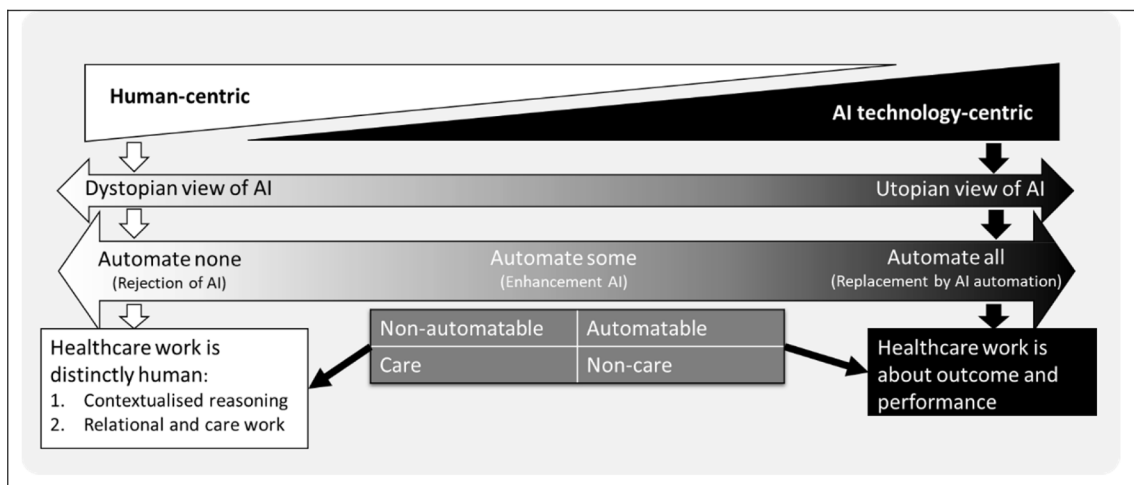 Human-centric
AI technology-centric
Dystopian view of AI
Utopian view of AI
Automate none
(Rejection of AI)
Automate some
(Enhancement AI)
Automate all
(Replacement by AI automation)
Non-automatable
Automatable
Care
Non-care
Healthcare work is
distinctly human:
1. Contextualised reasoning
2. Relational and care work
Healthcare work is
about outcome and
performance